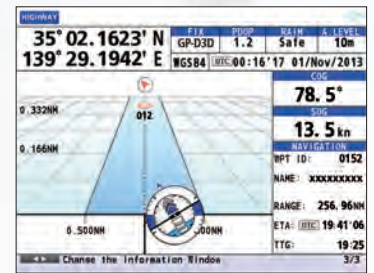 HIGHWAY
35° 02.1623' N
139° 29.1942' E
FIX PDOP RAIM A.LEVEL
GP-D3D 1.2 Safe 10m
WGS84 UTC 00:16'17 01/Nov/2013
COG
78.5°
SOG
13.5kn
NAVIGATION
WPT ID: 0152
NAME: xxxxxxxxx
RANGE: 256.96NM
ETA: UTC 19:41'06
TTG: 19:25
0.332NM
012
0.166NM
0.500NM
Change the Information Window
3/3